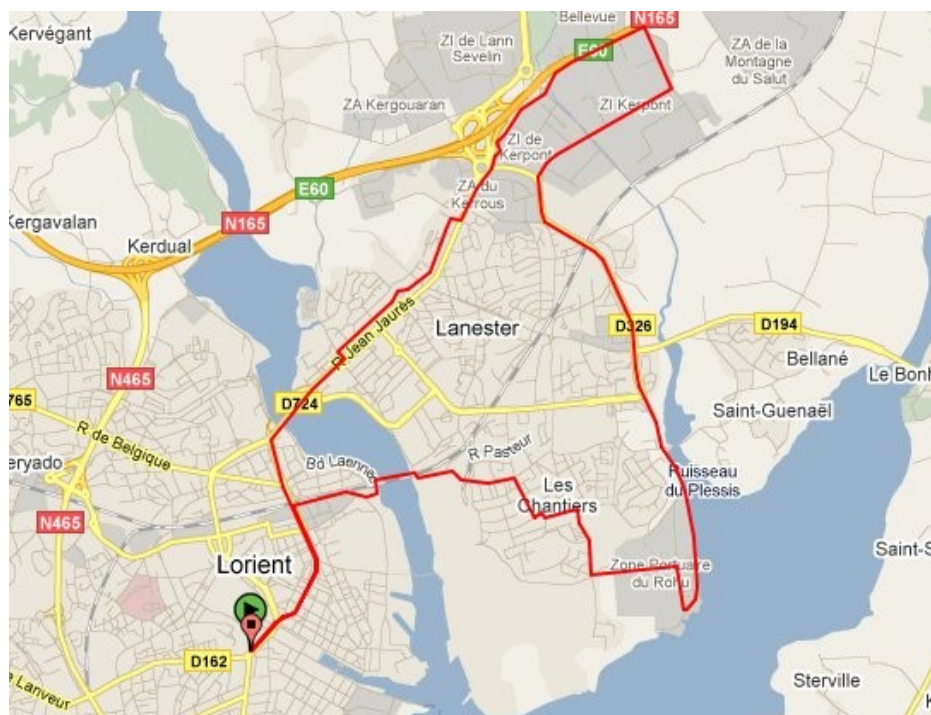 Kervégant
Bellevue
N165
ZI de Lann
Sevelin
E60
ZA de la
Montagne
du Salut
ZA Kergouaran
ZI Kerpont
ZI de
Kerpont
E60
ZA du
Kerrous
Kergavalan
N165
Kerdual
R Jean Jaurès
Lanester
D326
D194
Bellané
Le Bonh
N465
765
D724
Saint-Guenaël
R de Belgique
R Pasteur
eryado
Bd Laennec
Ruisseau
du Plessis
Les
Chantiers
N465
Saint-S
Lorient
Zone Portuaire
du Rohu
D162
Sterville
e Lanveur
K